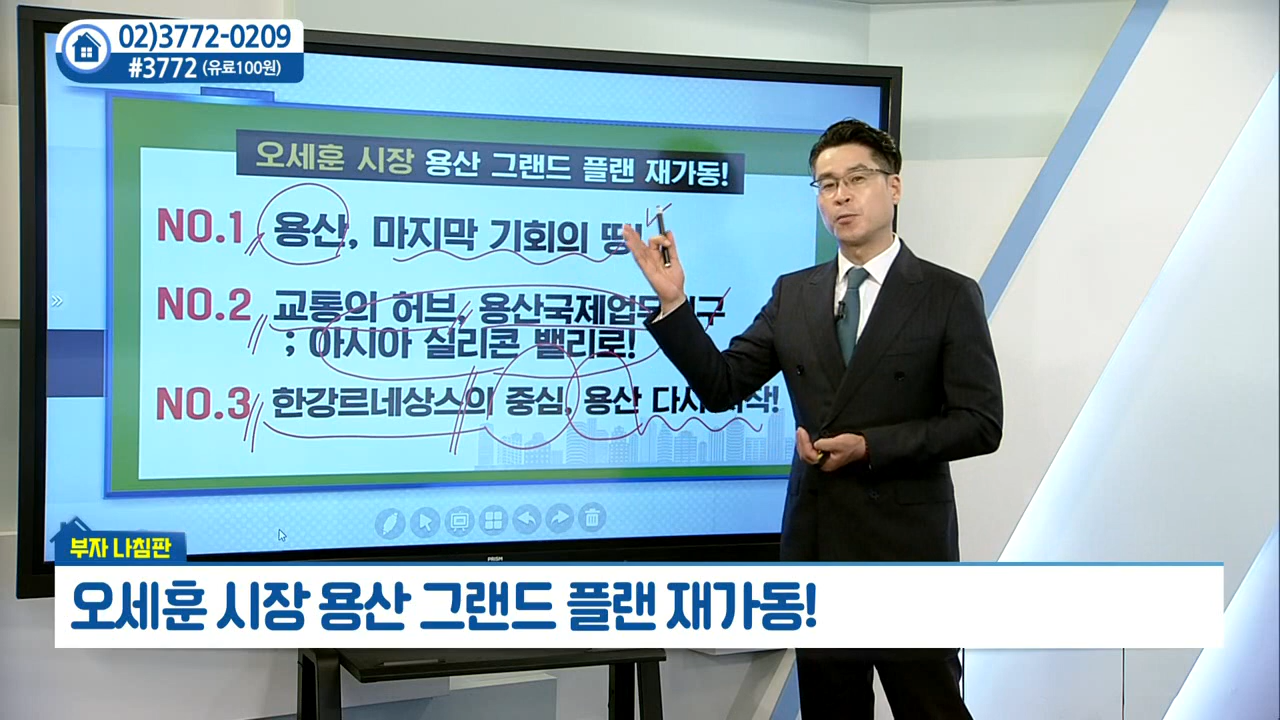 02)3772-0209
#3772 (유료100원)
오세훈 시장 용산 그랜드 플랜 재가동!
NO.1 용산, 마지막 기회의 땅!
NO.2 교통의 허브, 용산국제업무지구
; 아시아 실리콘 밸리로!
NO.3 한강르네상스의 중심, 용산 다시 시작!
PRISM
부자 나침판
오세훈 시장 용산 그랜드 플랜 재가동!